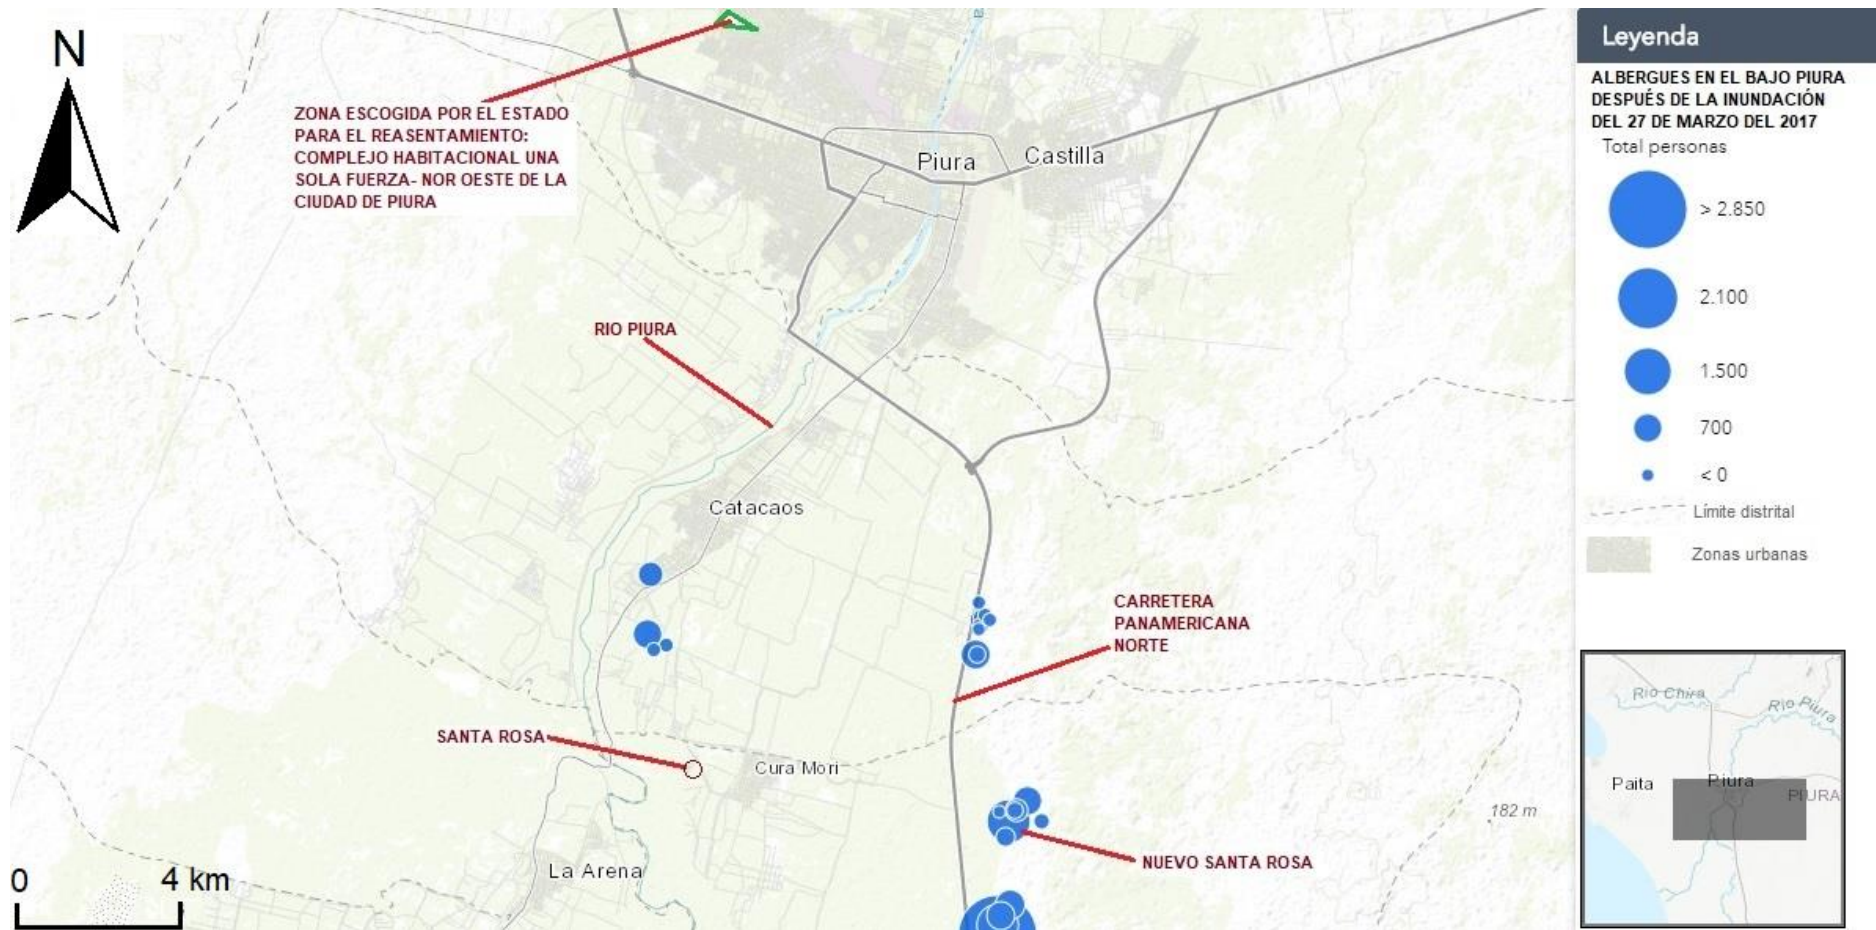 N
ZONA ESCOGIDA POR EL ESTADO
PARA EL REASENTAMIENTO:
COMPLEJO HABITACIONAL UNA
SOLA FUERZA- NOR OESTE DE LA
CIUDAD DE PIURA
Piura
Castilla
RIO PIURA
Catacaos
CARRETERA
PANAMERICANA
NORTE
SANTA ROSA
Cura Mori
182 m
NUEVO SANTA ROSA
La Arena
0 4 km
Leyenda
ALBERGUES EN EL BAJO PIURA
DESPUÉS DE LA INUNDACIÓN
DEL 27 DE MARZO DEL 2017
Total personas
> 2.850
2.100
1.500
700
< 0
Límite distrital
Zonas urbanas
Rio Chira
Rio Piura
Paita
Piura
PIURA